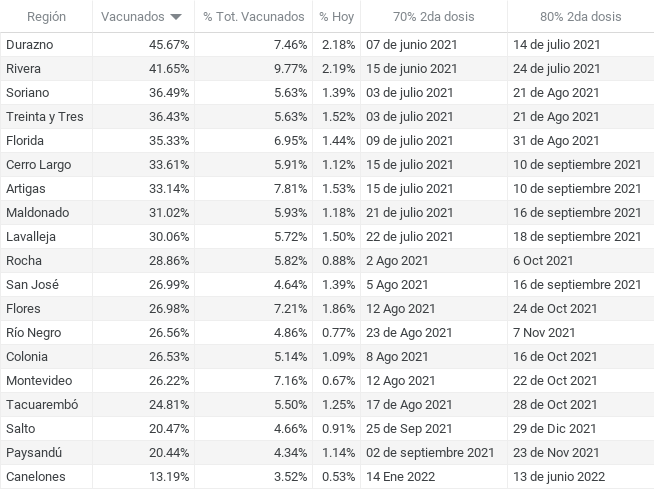 Región Vacunados % Tot. Vacunados % Hoy 70% 2da dosis 80% 2da dosis
Durazno 45.67% 7.46% 2.18% 07 de junio 2021 14 de julio 2021
Rivera 41.65% 9.77% 2.19% 15 de junio 2021 24 de julio 2021
Soriano 36.49% 5.63% 1.39% 03 de julio 2021 21 de Ago 2021
Treinta y Tres 36.43% 5.63% 1.52% 03 de julio 2021 21 de Ago 2021
Florida 35.33% 6.95% 1.44% 09 de julio 2021 31 de Ago 2021
Cerro Largo 33.61% 5.91% 1.12% 15 de julio 2021 10 de septiembre 2021
Artigas 33.14% 7.81% 1.53% 15 de julio 2021 10 de septiembre 2021
Maldonado 31.02% 5.93% 1.18% 21 de julio 2021 16 de septiembre 2021
Lavalleja 30.06% 5.72% 1.50% 22 de julio 2021 18 de septiembre 2021
Rocha 28.86% 5.82% 0.88% 2 Ago 2021 6 Oct 2021
San José 26.99% 4.64% 1.39% 5 Ago 2021 16 de septiembre 2021
Flores 26.98% 7.21% 1.86% 12 Ago 2021 24 de Oct 2021
Río Negro 26.56% 4.86% 0.77% 23 de Ago 2021 7 Nov 2021
Colonia 26.53% 5.14% 1.09% 8 Ago 2021 16 de Oct 2021
Montevideo 26.22% 7.16% 0.67% 12 Ago 2021 22 de Oct 2021
Tacuarembó 24.81% 5.50% 1.25% 17 de Ago 2021 28 de Oct 2021
Salto 20.47% 4.66% 0.91% 25 de Sep 2021 29 de Dic 2021
Paysandú 20.44% 4.34% 1.14% 02 de septiembre 2021 23 de Nov 2021
Canelones 13.19% 3.52% 0.53% 14 Ene 2022 13 de junio 2022